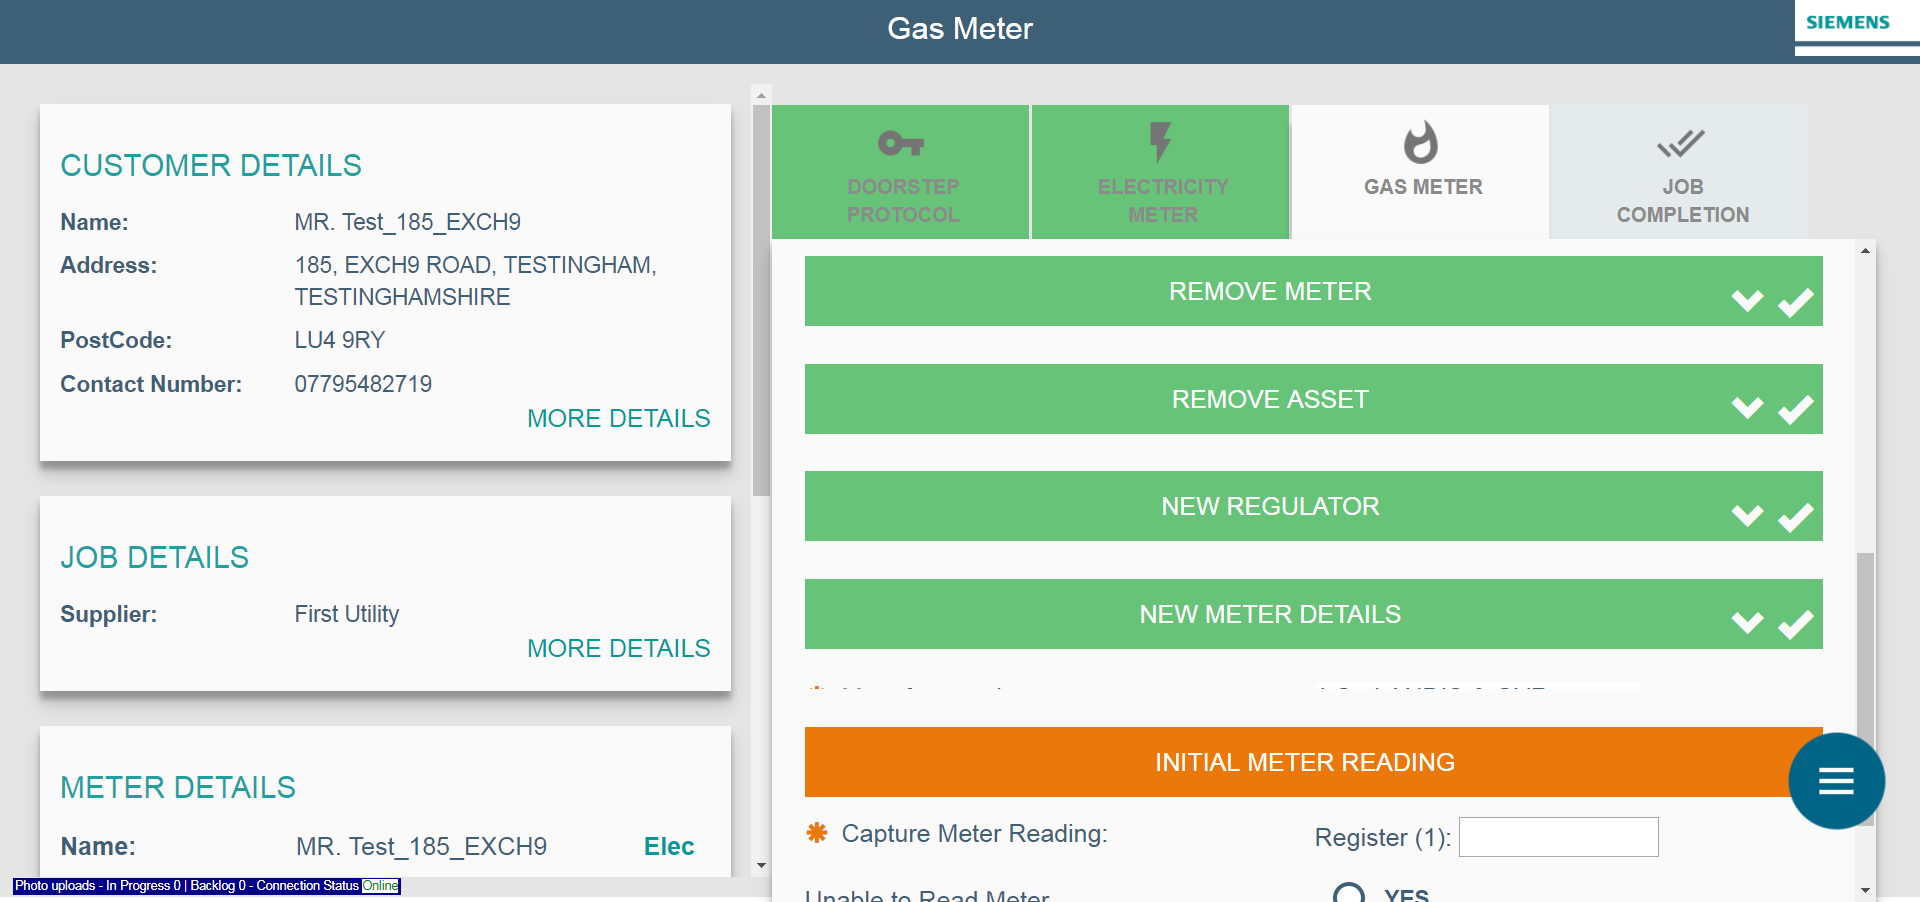 Gas Meter
SIEMENS
CUSTOMER DETAILS
Name: MR. Test_185_EXCH9
Address: 185, EXCH9 ROAD, TESTINGHAM,
TESTINGHAMSHIRE
PostCode: LU4 9RY
Contact Number: 07795482719
MORE DETAILS
JOB DETAILS
Supplier: First Utility
MORE DETAILS
METER DETAILS
Name: MR. Test_185_EXCH9 Elec
Photo uploads - In Progress 0 | Backlog 0 - Connection Status Online
DOORSTEP
PROTOCOL
ELECTRICITY
METER
GAS METER
JOB
COMPLETION
REMOVE METER
REMOVE ASSET
NEW REGULATOR
NEW METER DETAILS
INITIAL METER READING
Capture Meter Reading: Register (1):
Unable to Read Meter YES